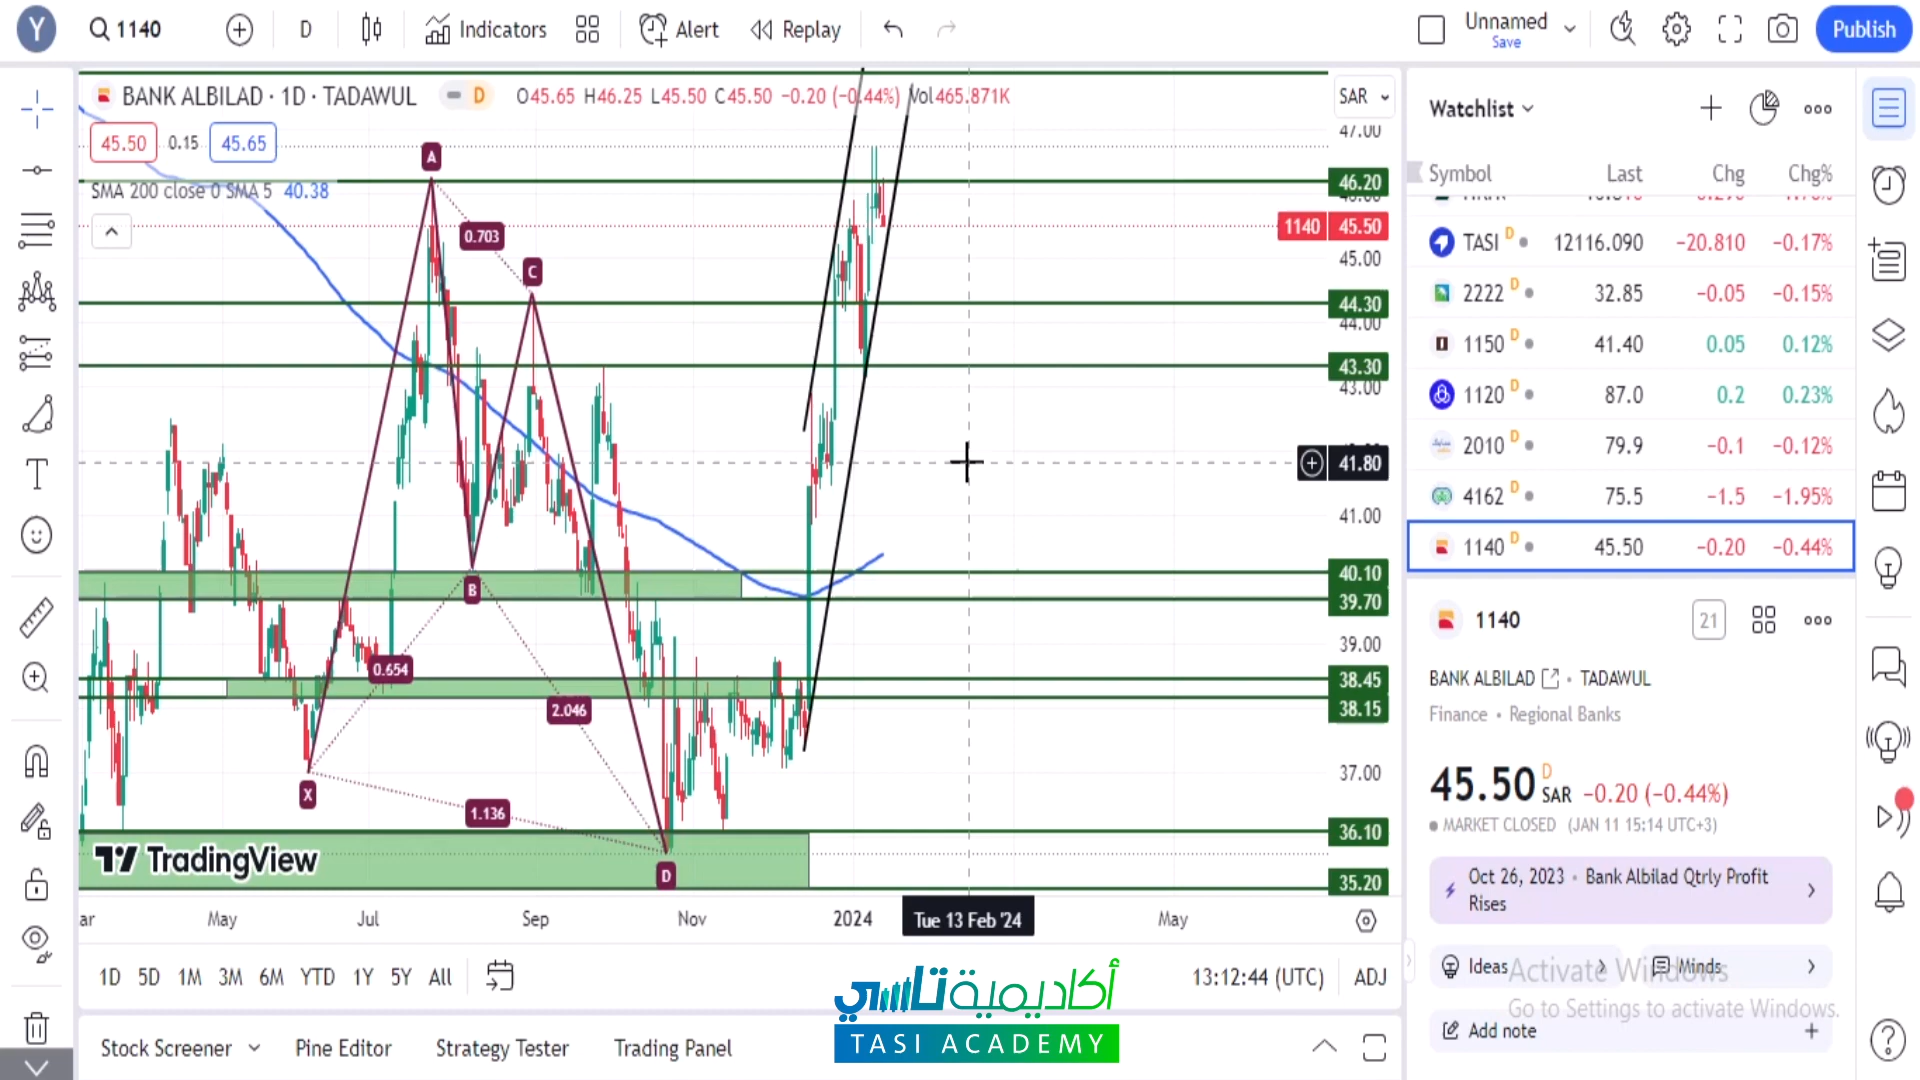 Y
1140
D
Indicators
Alert
Replay
Unnamed
Save
Publish
BANK ALBILAD · 1D · TADAWUL
D
O45.65 H46.25 L45.50 C45.50 −0.20 (−0.44%) Vol465.871K
45.50
0.15
45.65
SMA 200 close 0 SMA 5 40.38
SAR
47.00
46.20
1140 45.50
45.00
44.30
44.00
43.30
43.00
41.80
41.00
40.10
39.70
39.00
38.45
38.15
37.00
36.10
35.20
A
0.703
C
B
0.654
2.046
X
1.136
D
TradingView
May
Jul
Sep
Nov
2024
Tue 13 Feb '24
May
1D 5D 1M 3M 6M YTD 1Y 5Y All
13:12:44 (UTC)
ADJ
أكاديمية تاسي
TASI ACADEMY
Stock Screener
Pine Editor
Strategy Tester
Trading Panel
Watchlist
Symbol Last Chg Chg%
TASI D 12116.090 −20.810 −0.17%
2222 D 32.85 −0.05 −0.15%
1150 D 41.40 0.05 0.12%
1120 D 87.0 0.2 0.23%
2010 D 79.9 −0.1 −0.12%
4162 D 75.5 −1.5 −1.95%
1140 D 45.50 −0.20 −0.44%
1140
21
BANK ALBILAD • TADAWUL
Finance • Regional Banks
45.50 D SAR −0.20 (−0.44%)
MARKET CLOSED (JAN 11 15:14 UTC+3)
Oct 26, 2023 • Bank Albilad Qtrly Profit
Rises
Ideas
Minds
Activate Windows
Go to Settings to activate Windows.
Add note